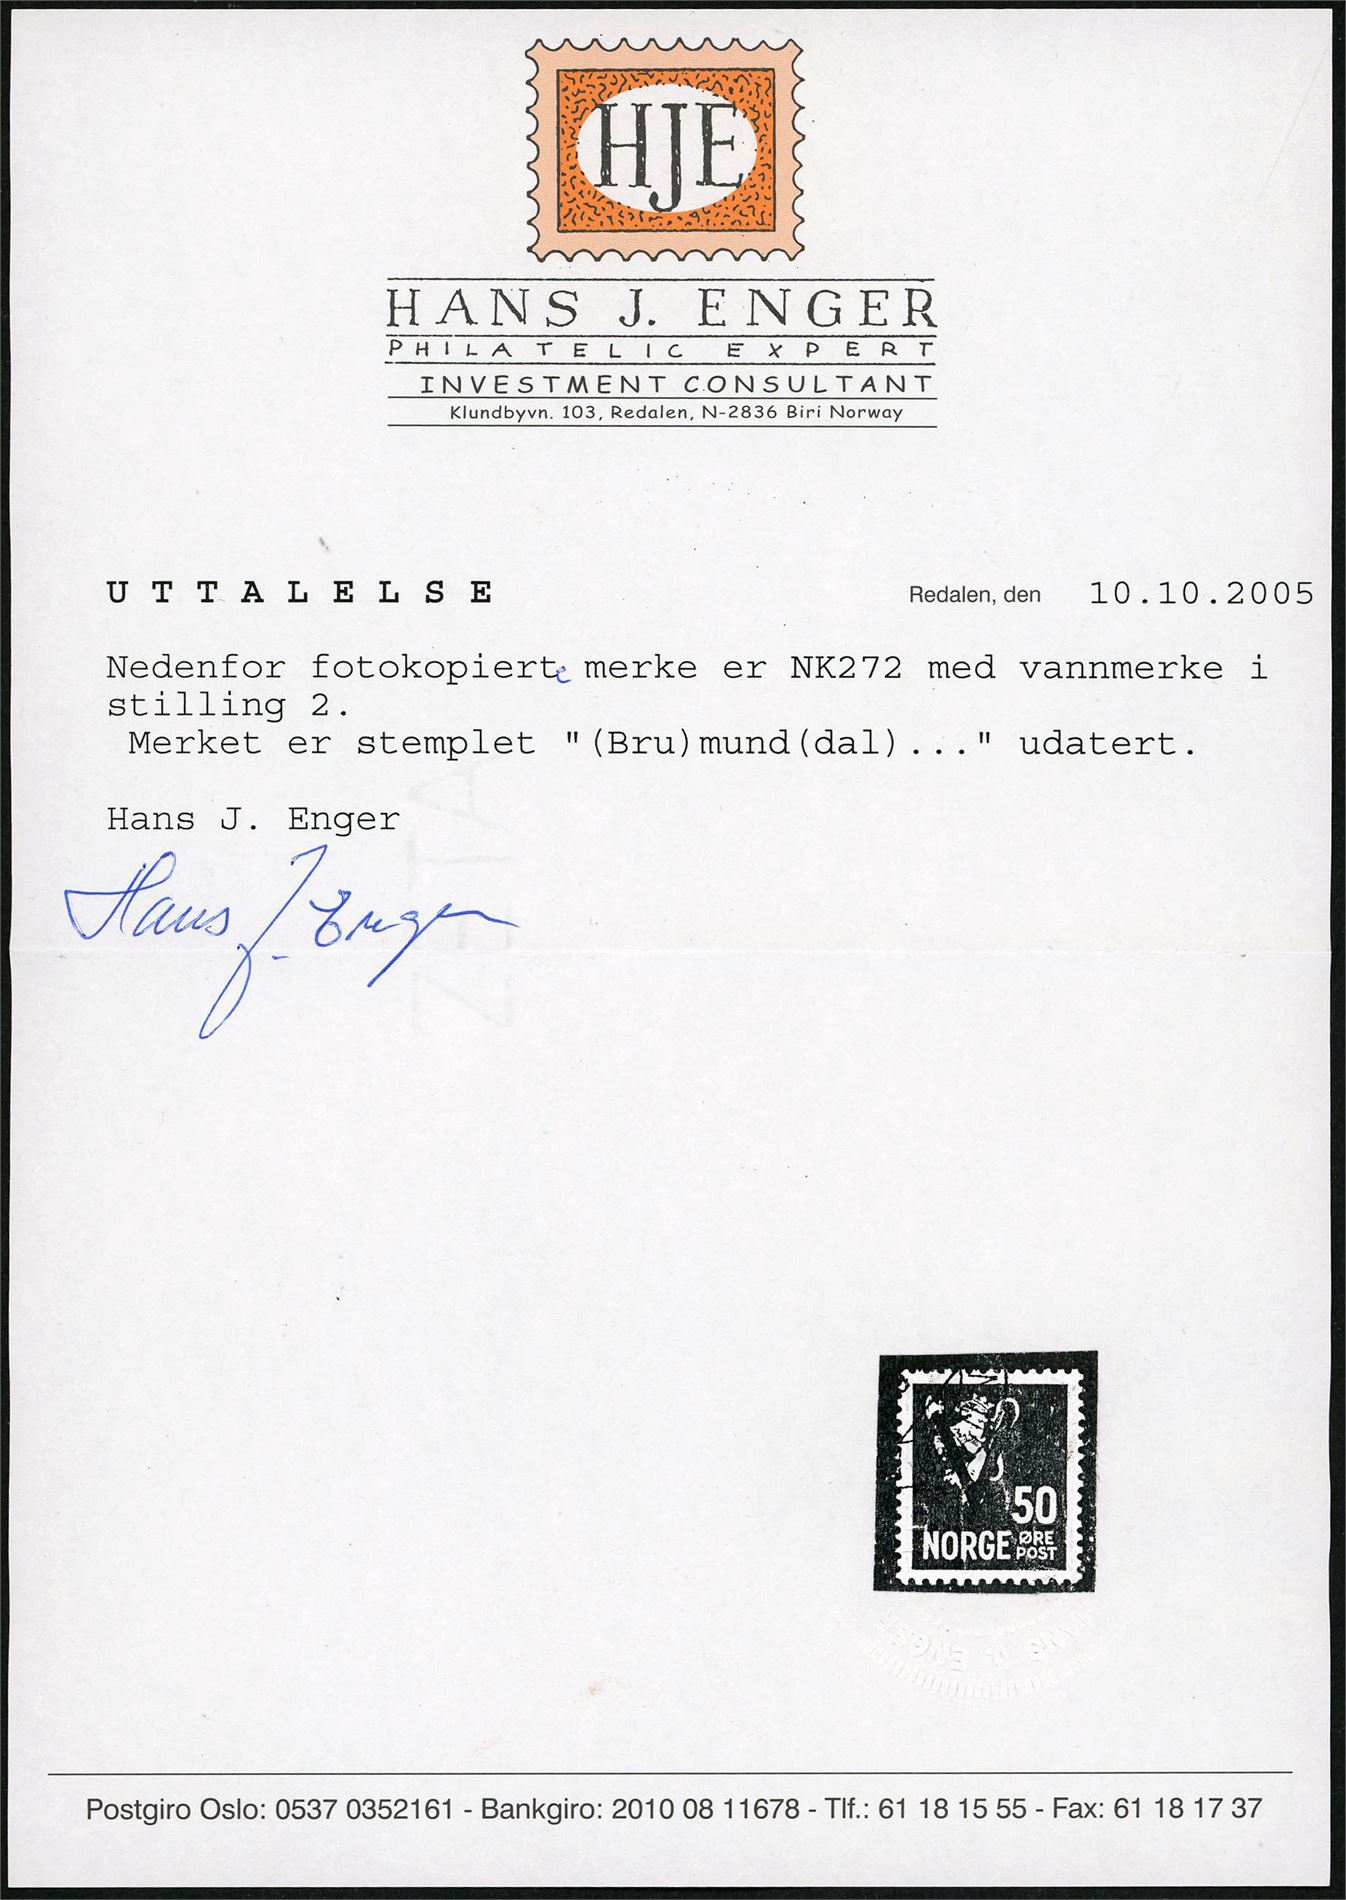 HJE
HANS J. ENGER
PHILATELIC EXPERT
INVESTMENT CONSULTANT
Klundbyvn. 103, Redalen, N-2836 Biri Norway
UTTALELSE
Redalen, den 10.10.2005
Nedenfor fotokopierte merke er NK272 med vannmerke i
stilling 2.
Merket er stemplet "(Bru)mund(dal)..." udatert.
Hans J. Enger
Hans J. Enger
50
NORGE ØRE
POST
HANS J. ENGER
Postgiro Oslo: 0537 0352161 - Bankgiro: 2010 08 11678 - Tlf.: 61 18 15 55 - Fax: 61 18 17 37